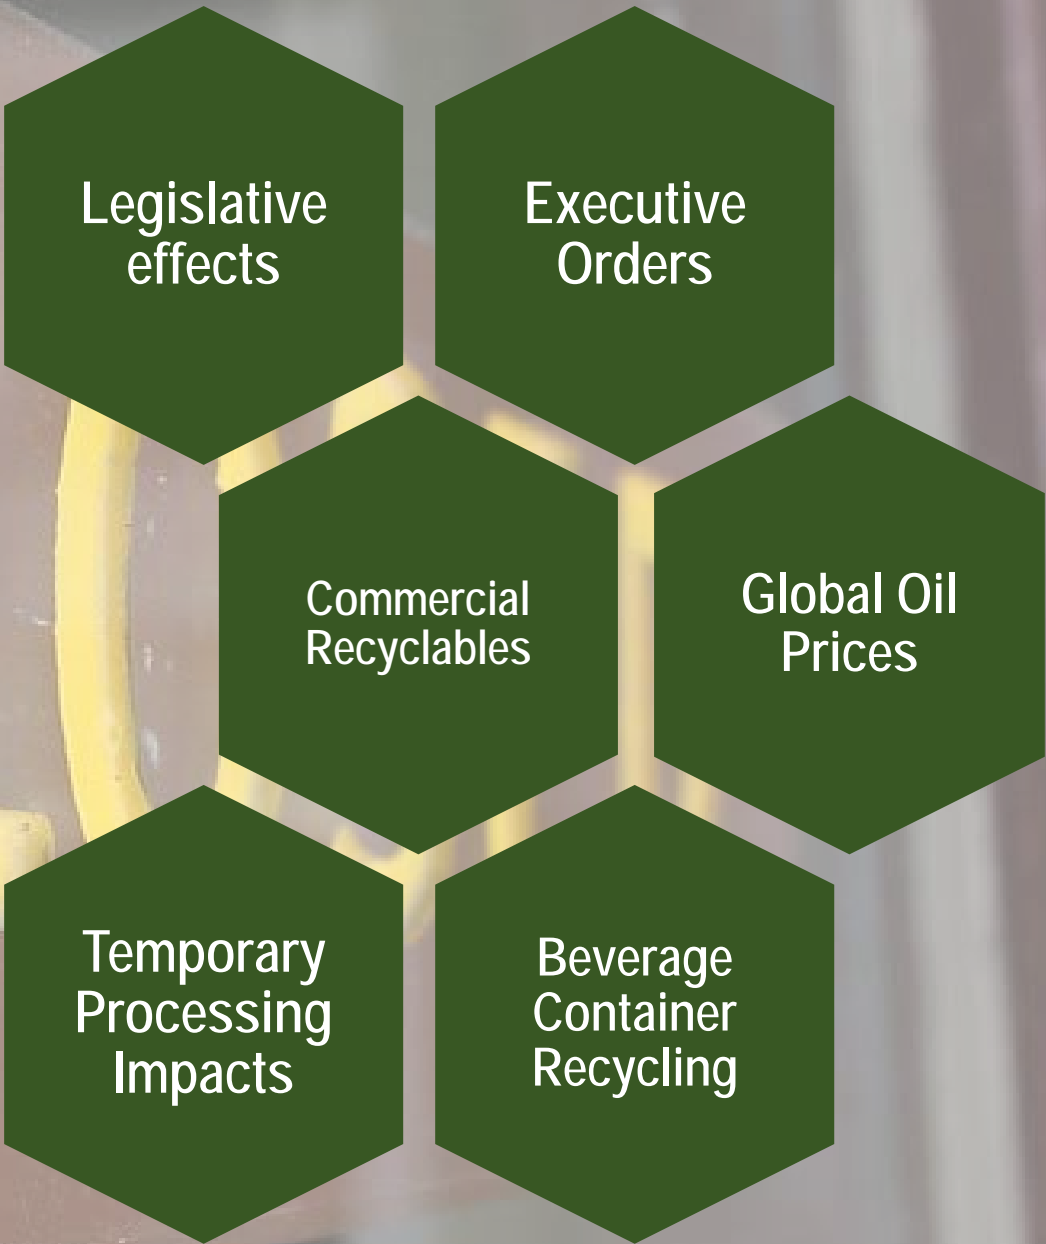 Legislative
effects
Executive
Orders
Commercial
Recyclables
Global Oil
Prices
Temporary
Processing
Impacts
Beverage
Container
Recycling